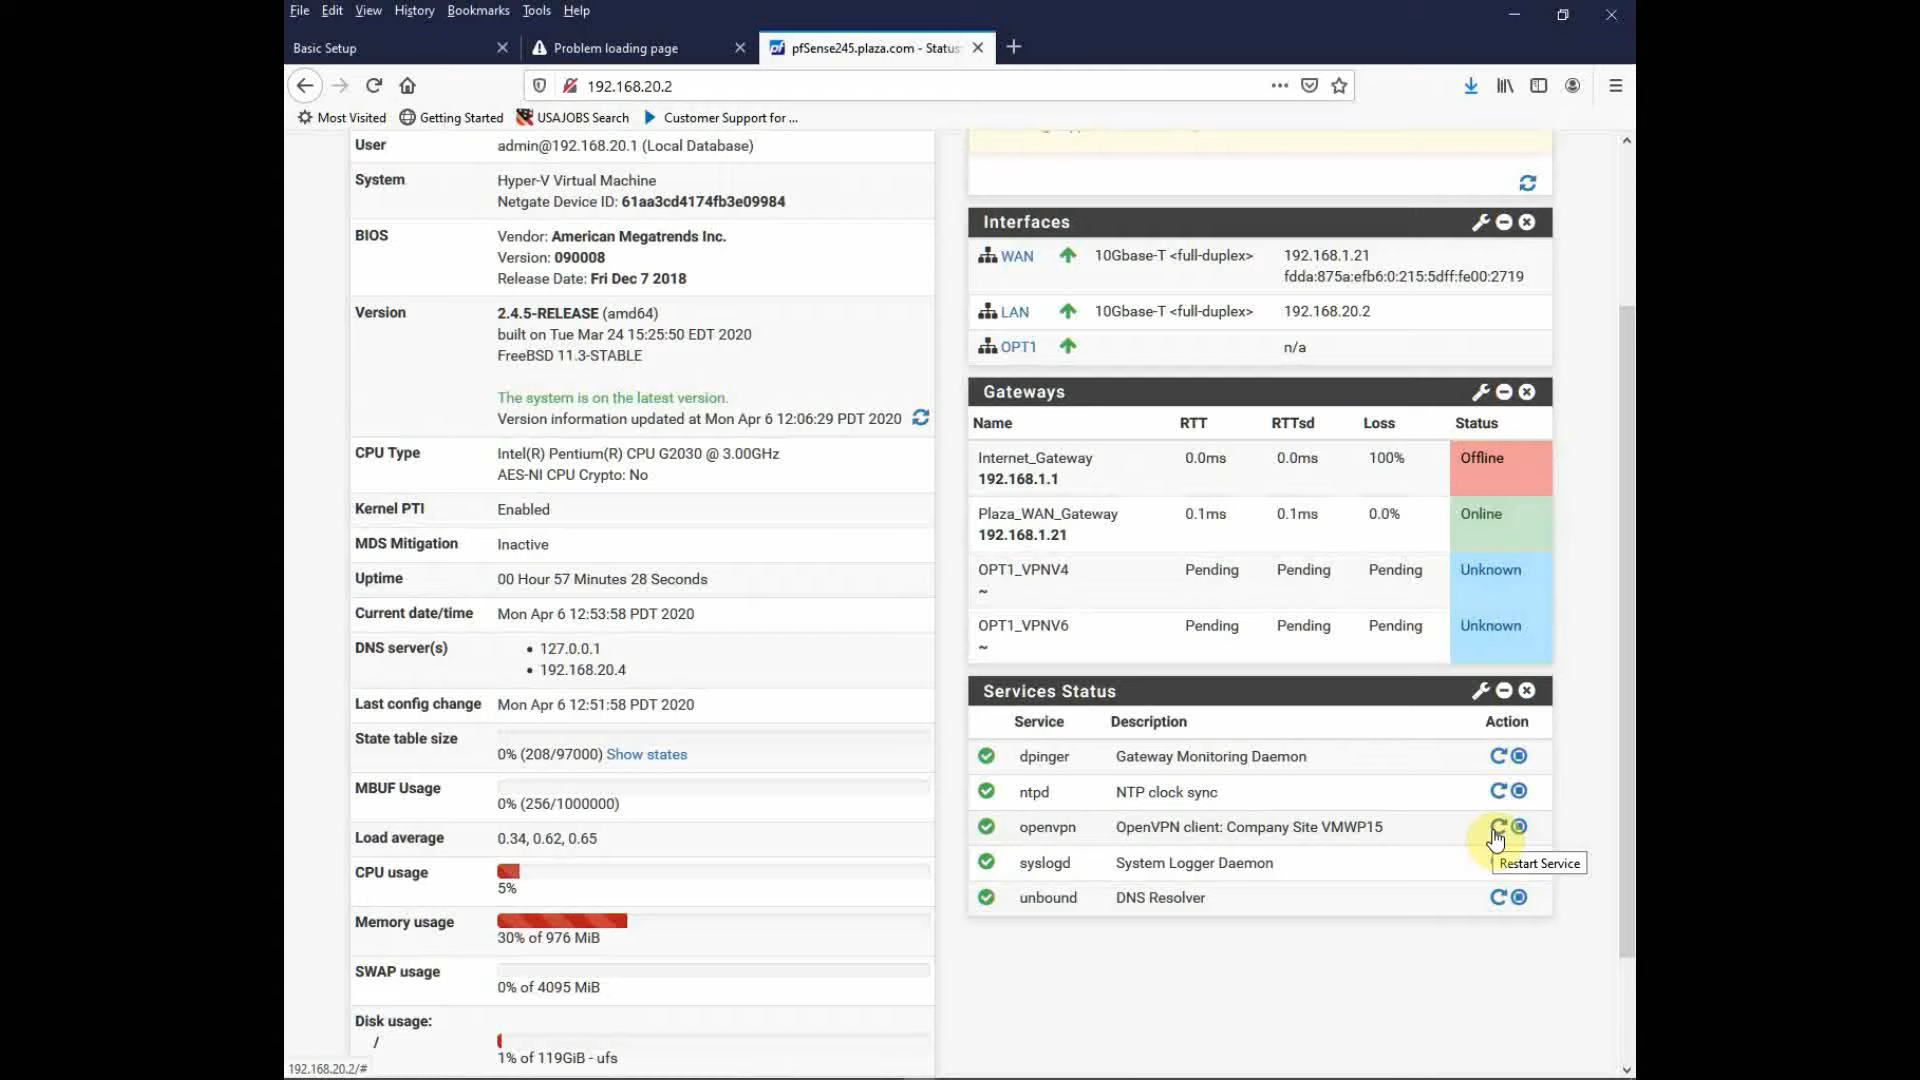 File Edit View History Bookmarks Tools Help
Basic Setup
Problem loading page
pfSense245.plaza.com - Status
192.168.20.2
Most Visited Getting Started USAJOBS Search Customer Support for ...
User admin@192.168.20.1 (Local Database)
System Hyper-V Virtual Machine
Netgate Device ID: 61aa3cd4174fb3e09984
BIOS Vendor: American Megatrends Inc.
Version: 090008
Release Date: Fri Dec 7 2018
Version 2.4.5-RELEASE (amd64)
built on Tue Mar 24 15:25:50 EDT 2020
FreeBSD 11.3-STABLE
The system is on the latest version.
Version information updated at Mon Apr 6 12:06:29 PDT 2020
CPU Type Intel(R) Pentium(R) CPU G2030 @ 3.00GHz
AES-NI CPU Crypto: No
Kernel PTI Enabled
MDS Mitigation Inactive
Uptime 00 Hour 57 Minutes 28 Seconds
Current date/time Mon Apr 6 12:53:58 PDT 2020
DNS server(s) • 127.0.0.1
• 192.168.20.4
Last config change Mon Apr 6 12:51:58 PDT 2020
State table size
0% (208/97000) Show states
MBUF Usage
0% (256/1000000)
Load average 0.34, 0.62, 0.65
CPU usage
5%
Memory usage
30% of 976 MiB
SWAP usage
0% of 4095 MiB
Disk usage:
/
1% of 119GiB - ufs
192.168.20.2/#
Interfaces
WAN 10Gbase-T <full-duplex> 192.168.1.21
fdda:875a:efb6:0:215:5dff:fe00:2719
LAN 10Gbase-T <full-duplex> 192.168.20.2
OPT1 n/a
Gateways
Name RTT RTTsd Loss Status
Internet_Gateway 0.0ms 0.0ms 100% Offline
192.168.1.1
Plaza_WAN_Gateway 0.1ms 0.1ms 0.0% Online
192.168.1.21
OPT1_VPNV4 Pending Pending Pending Unknown
~
OPT1_VPNV6 Pending Pending Pending Unknown
~
Services Status
Service Description Action
dpinger Gateway Monitoring Daemon
ntpd NTP clock sync
openvpn OpenVPN client: Company Site VMWP15
syslogd System Logger Daemon
Restart Service
unbound DNS Resolver